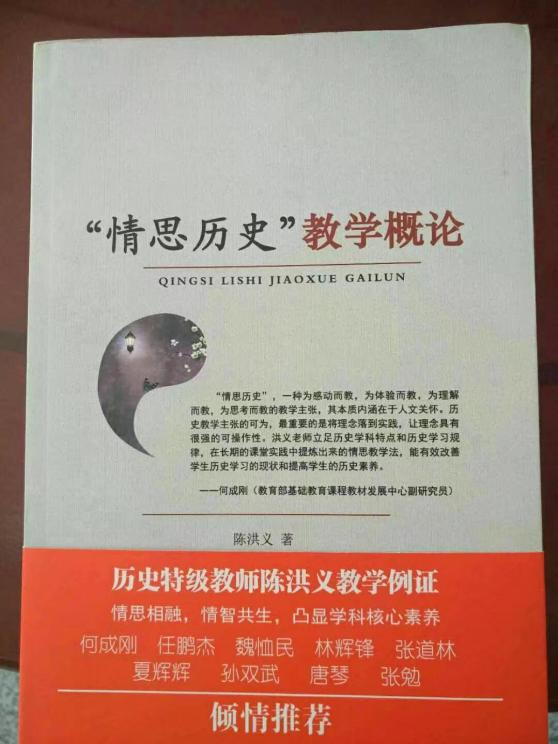 “情思历史”教学概论
QINGSI LISHI JIAOXUE GAILUN
“情思历史”，一种为感动而教，为体验而教，为理解
而教，为思考而教的教学主张，其本质内涵在于人文关怀。历
史教学主张的可为，最重要的是将理念落到实践，让理念具有
很强的可操作性。洪义老师立足历史学科特点和历史学习规
律，在长期的课堂实践中提炼出来的情思教学法，能有效改善
学生历史学习的现状和提高学生的历史素养。
——何成刚（教育部基础教育课程教材发展中心副研究员）
陈洪义 著
历史特级教师陈洪义教学例证
情思相融，情智共生，凸显学科核心素养
何成刚 任鹏杰 魏恤民 林辉锋 张道林
夏辉辉 孙双武 唐琴 张勉
倾情推荐